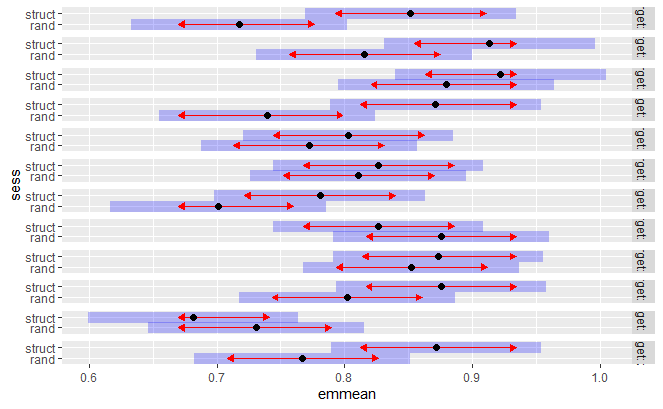 struct
rand
get:
struct
rand
get:
struct
rand
get:
struct
rand
get:
struct
rand
get:
struct
rand
get:
struct
rand
get:
struct
rand
get:
struct
rand
get:
struct
rand
get:
struct
rand
get:
struct
rand
get:
sess
0.6 0.7 0.8 0.9 1.0
emmean